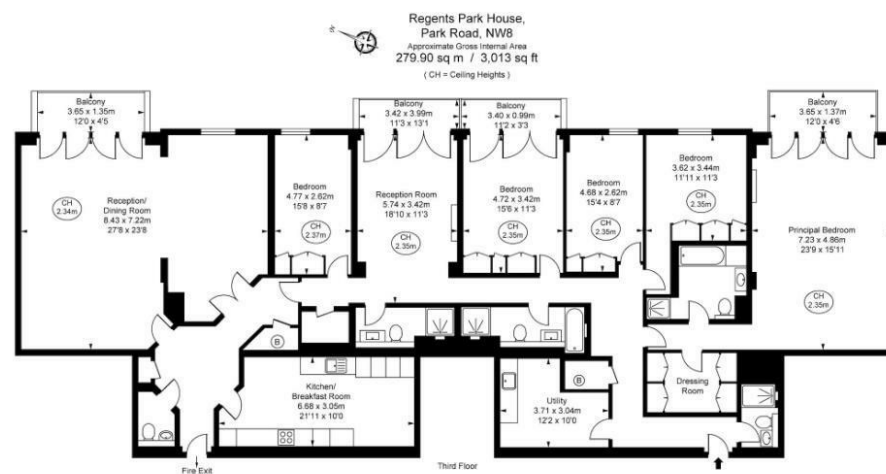 Regents Park House,
Park Road, NW8
Approximate Gross Internal Area
279.90 sq m / 3,013 sq ft
( CH = Ceiling Heights )
Balcony
3.65 x 1.35m
12'0 x 4'5
Balcony
3.42 x 3.99m
11'3 x 13'1
Balcony
3.40 x 0.99m
11'2 x 3'3
Balcony
3.65 x 1.37m
12'0 x 4'6
CH
2.34m
Reception/
Dining Room
8.43 x 7.22m
27'8 x 23'8
Bedroom
4.77 x 2.62m
15'8 x 8'7
CH
2.37m
Reception Room
5.74 x 3.42m
18'10 x 11'3
CH
2.35m
Bedroom
4.72 x 3.42m
15'6 x 11'3
CH
2.35m
Bedroom
4.68 x 2.62m
15'4 x 8'7
CH
2.35m
Bedroom
3.62 x 3.44m
11'11 x 11'3
CH
2.35m
Principal Bedroom
7.23 x 4.86m
23'9 x 15'11
CH
2.35m
B
Kitchen/
Breakfast Room
6.68 x 3.05m
21'11 x 10'0
Utility
3.71 x 3.04m
12'2 x 10'0
B
Dressing
Room
Fire Exit
Third Floor